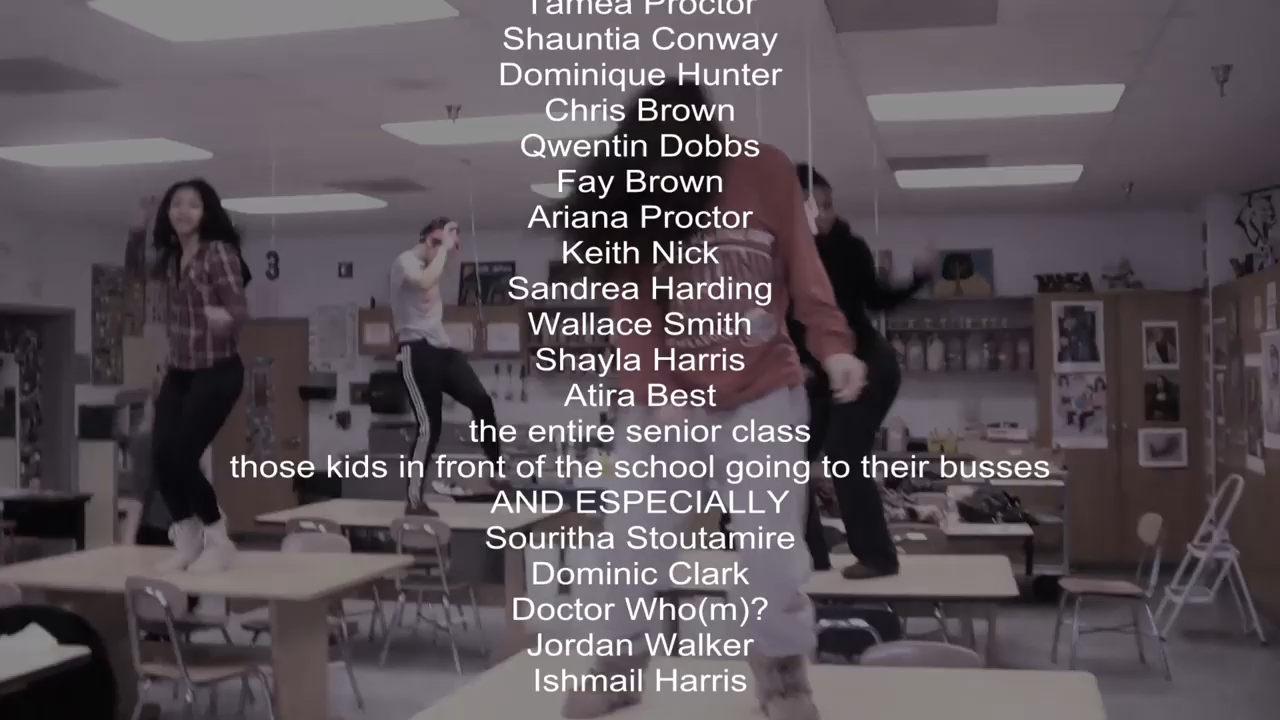 Tamea Proctor
Shauntia Conway
Dominique Hunter
Chris Brown
Qwentin Dobbs
Fay Brown
Ariana Proctor
Keith Nick
Sandrea Harding
Wallace Smith
Shayla Harris
Atira Best
the entire senior class
those kids in front of the school going to their busses
AND ESPECIALLY
Souritha Stoutamire
Dominic Clark
Doctor Who(m)?
Jordan Walker
Ishmail Harris
3